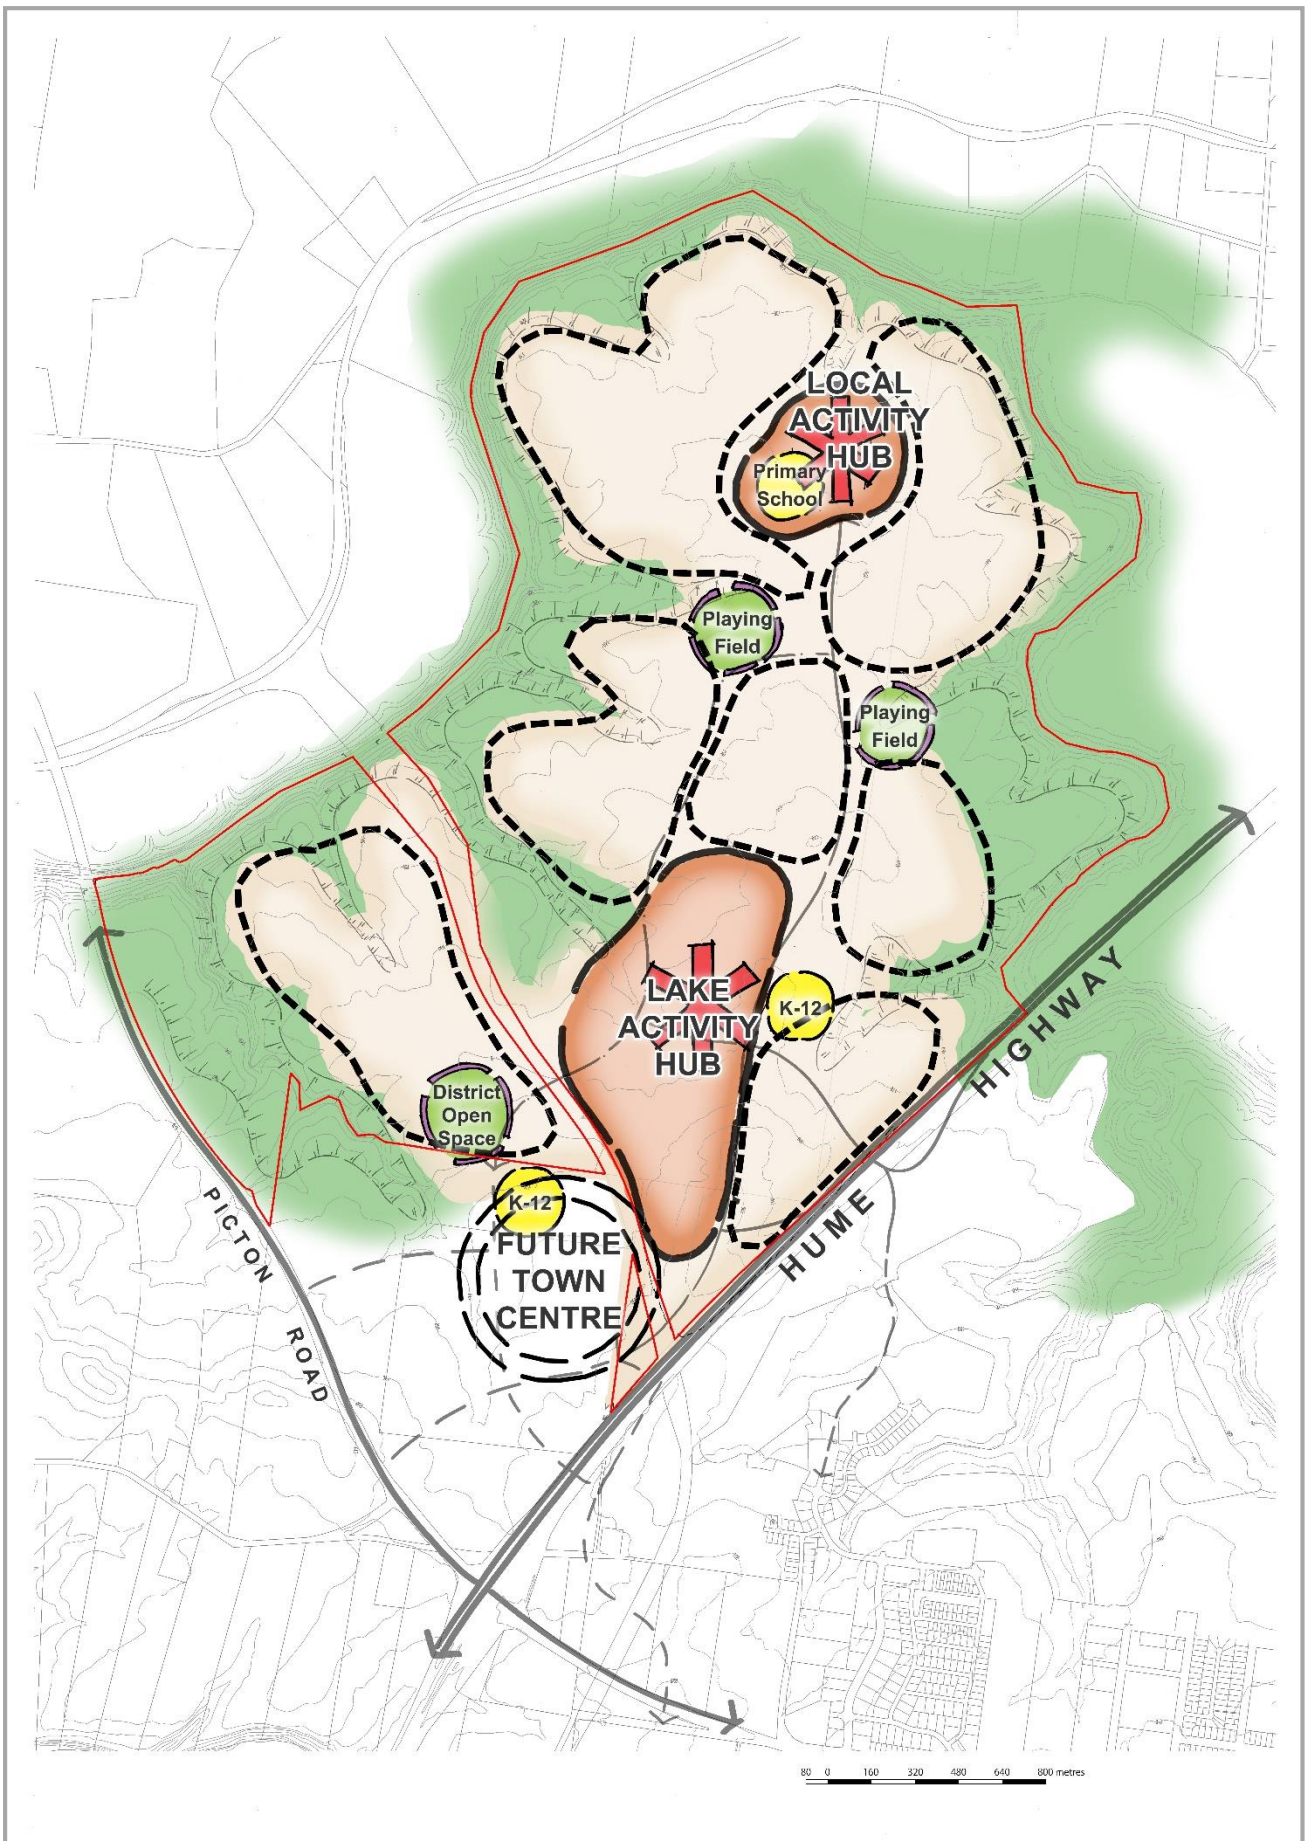 LOCAL
ACTIVITY
HUB
Primary
School
Playing
Field
Playing
Field
LAKE
ACTIVITY
HUB
K-12
HIGHWAY
HUME
District
Open
Space
K-12
FUTURE
TOWN
CENTRE
PICTON
ROAD
80 0 160 320 480 640 800 metres